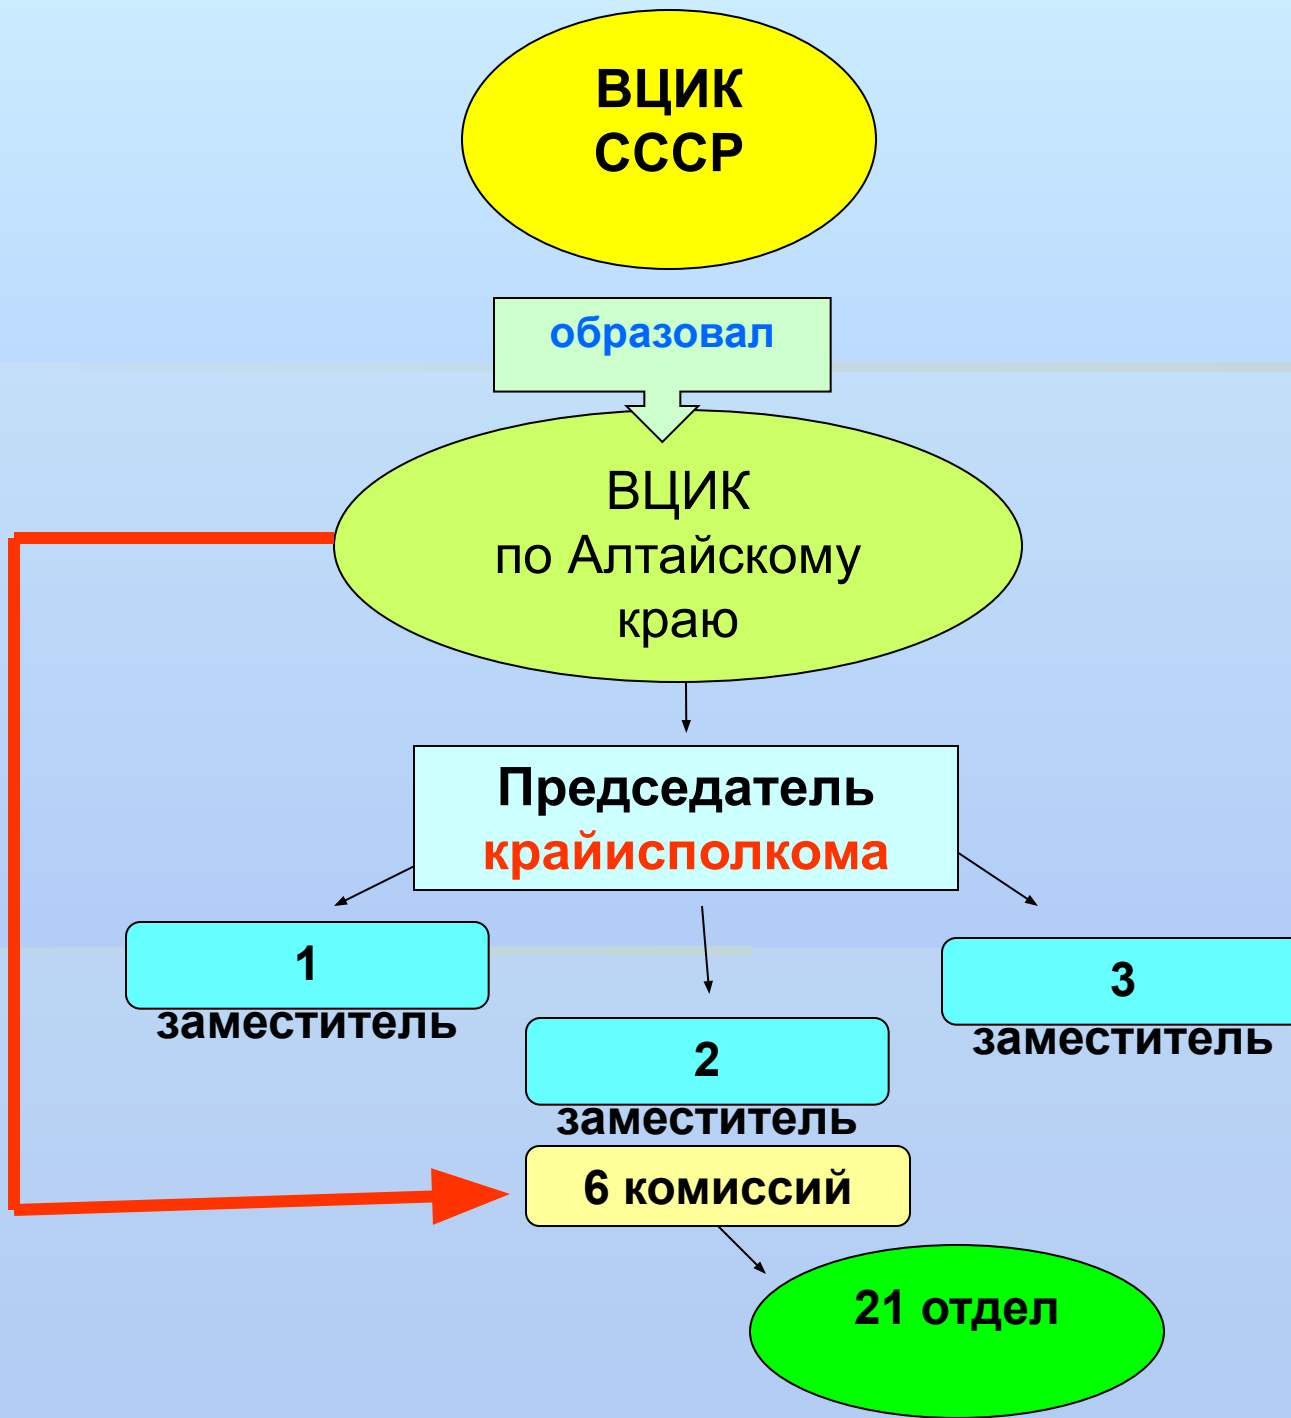 ВЦИК
СССР
образовал
ВЦИК
по Алтайскому
краю
Председатель
крайисполкома
1
заместитель
2
заместитель
3
заместитель
6 комиссий
21 отдел